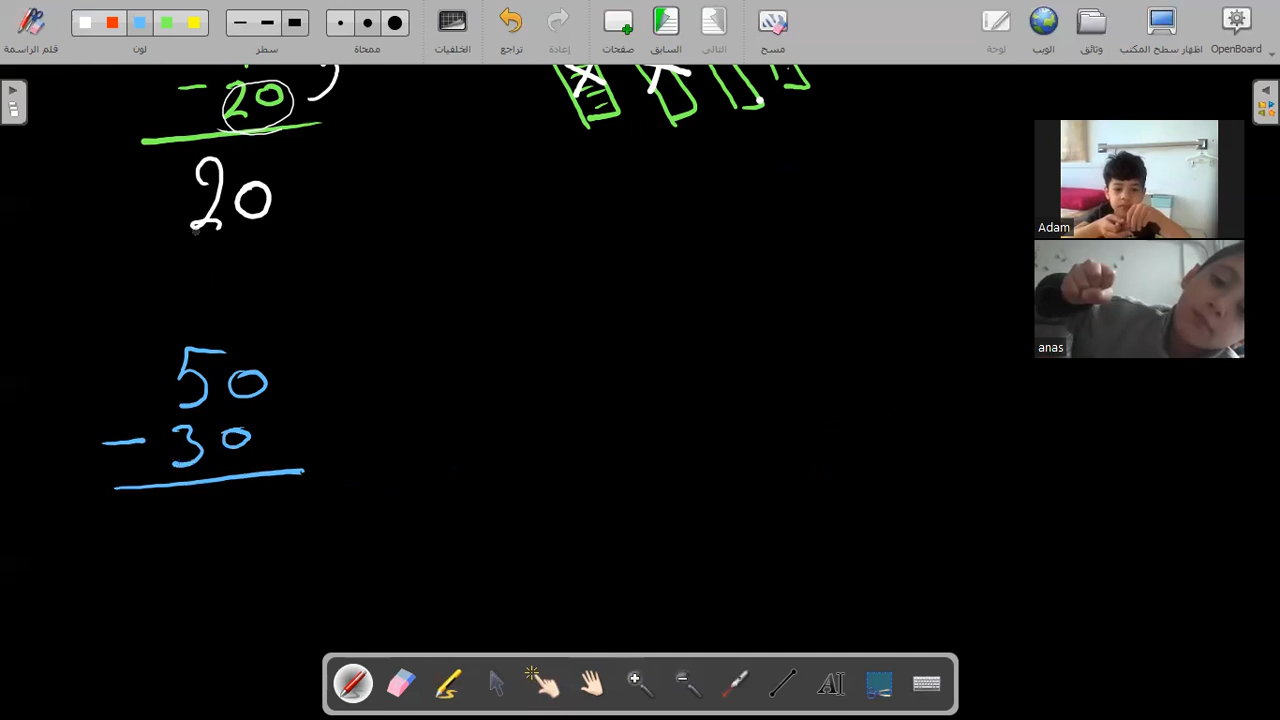 قلم الراسمة
لون
سطر
ممحاة
الخلفيات
تراجع
إعادة
صفحات
السابق
التالي
مسح
لوحة
الويب
وثائق
اظهار سطح المكتب
OpenBoard
- 20
20
Adam
anas
50
- 30
AI